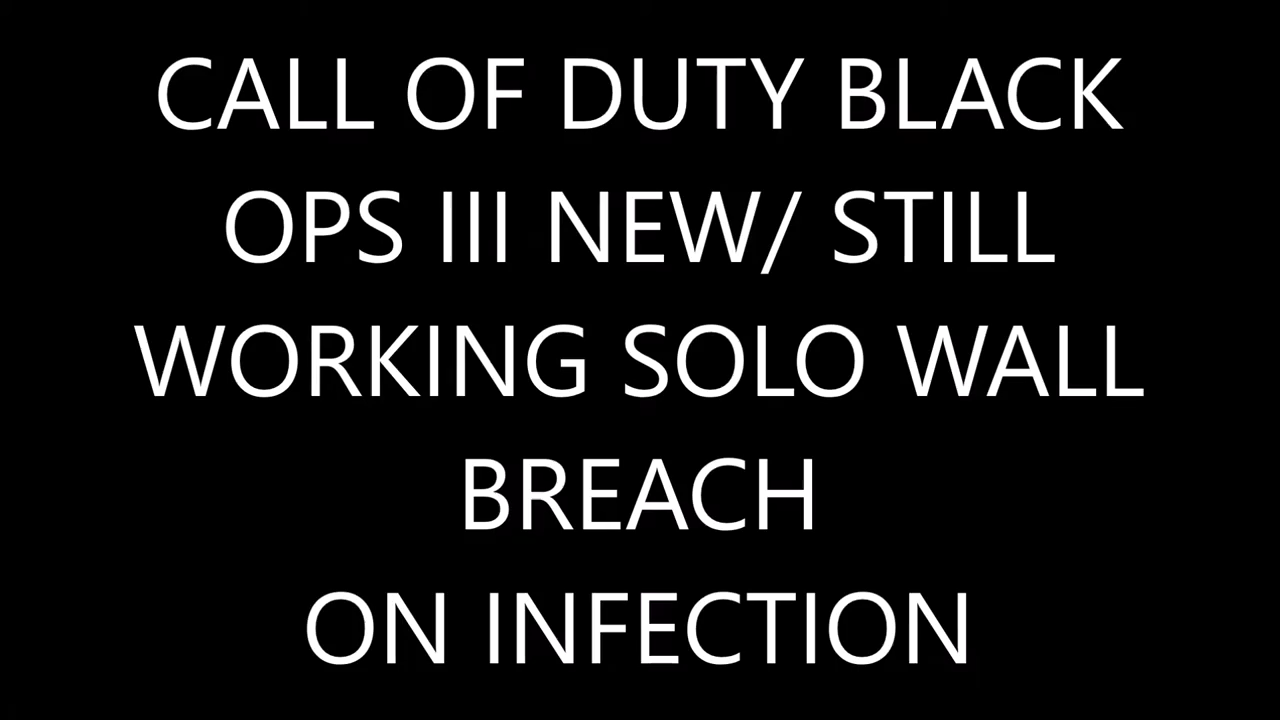 CALL OF DUTY BLACK
OPS III NEW/ STILL
WORKING SOLO WALL
BREACH
ON INFECTION